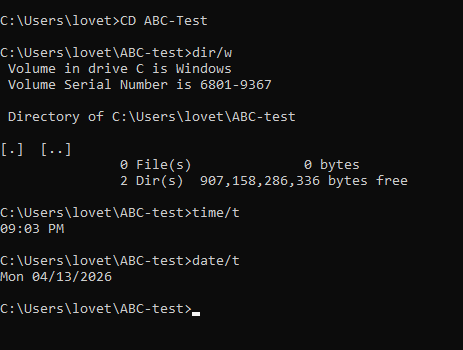 C:\Users\lovet>CD ABC-Test
C:\Users\lovet\ABC-test>dir/w
 Volume in drive C is Windows
 Volume Serial Number is 6801-9367
 Directory of C:\Users\lovet\ABC-test
[.]  [..]
               0 File(s)              0 bytes
               2 Dir(s)  907,158,286,336 bytes free
C:\Users\lovet\ABC-test>time/t
09:03 PM
C:\Users\lovet\ABC-test>date/t
Mon 04/13/2026
C:\Users\lovet\ABC-test>